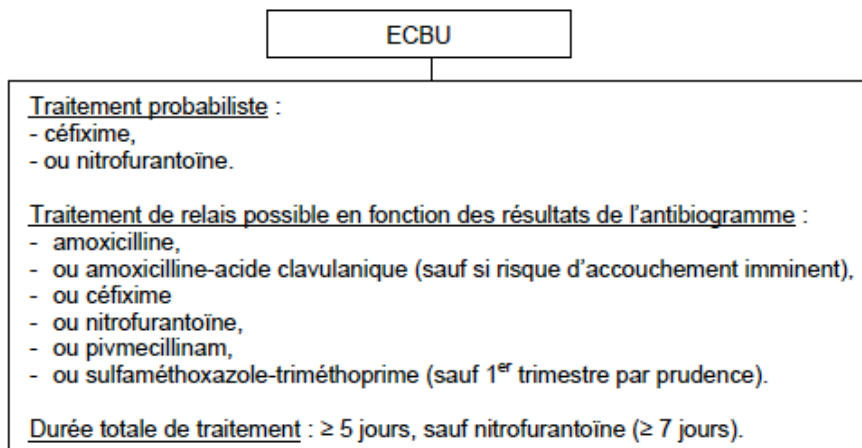 ECBU
Traitement probabiliste :
- céfixime,
- ou nitrofurantoïne.
Traitement de relais possible en fonction des résultats de l'antibiogramme :
- amoxicilline,
- ou amoxicilline-acide clavulanique (sauf si risque d'accouchement imminent),
- ou céfixime
- ou nitrofurantoïne,
- ou pivmecillinam,
- ou sulfaméthoxazole-triméthoprime (sauf 1er trimestre par prudence).
Durée totale de traitement : ≥ 5 jours, sauf nitrofurantoïne (≥ 7 jours).